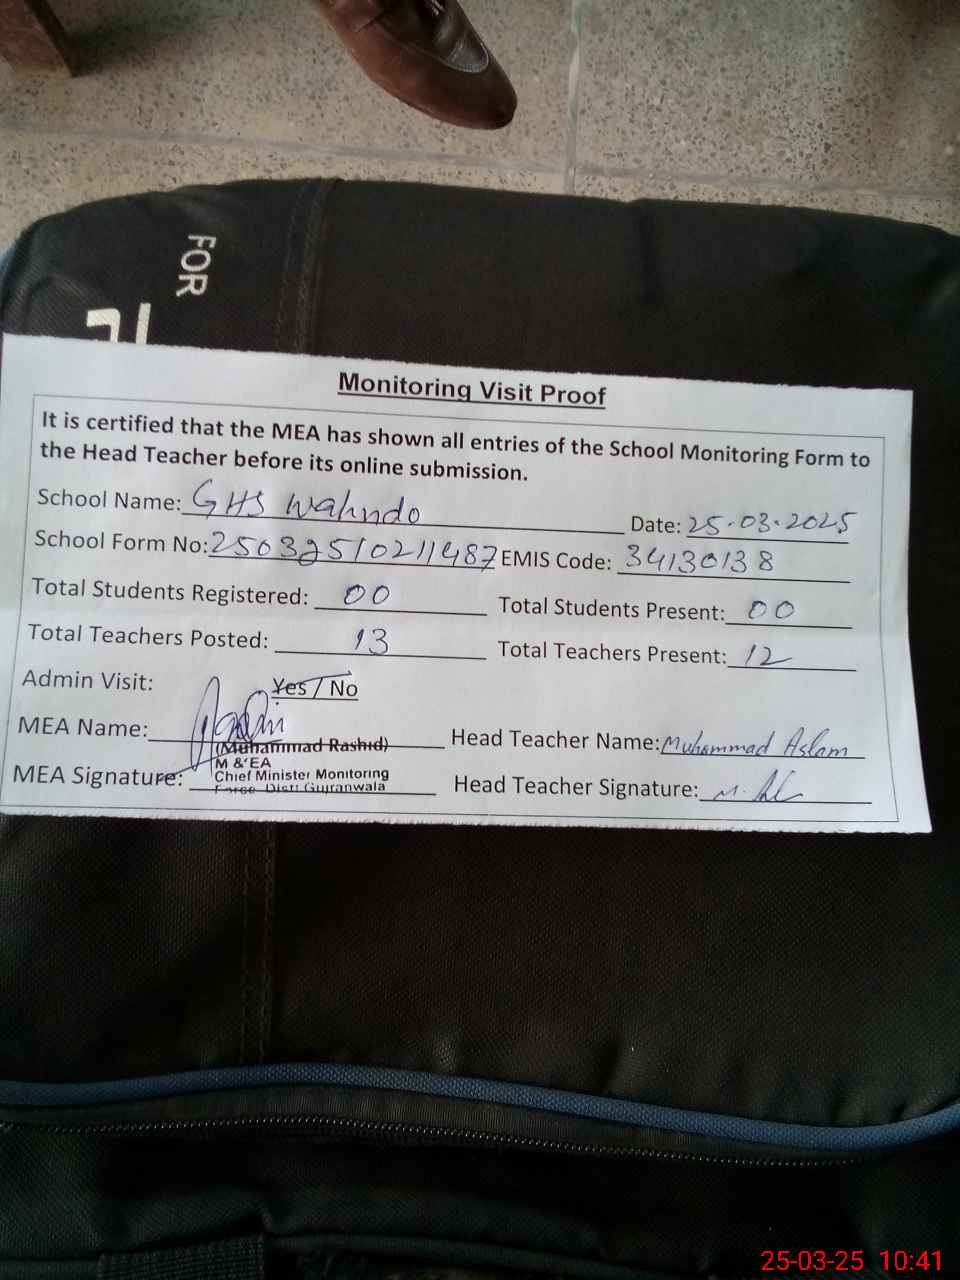 FOR
Monitoring Visit Proof
It is certified that the MEA has shown all entries of the School Monitoring Form to
the Head Teacher before its online submission.
School Name: GHS Wahndo Date: 25-03-2025
School Form No: 25032510211487 EMIS Code: 34130138
Total Students Registered: 00 Total Students Present: 00
Total Teachers Posted: 13 Total Teachers Present: 12
Admin Visit: Yes / No
MEA Name: Head Teacher Name: Muhammad Aslam
(Muhammad Rashid)
M & EA
MEA Signature: Chief Minister Monitoring Head Teacher Signature:
Force Distt Gujranwala
25-03-25 10:41